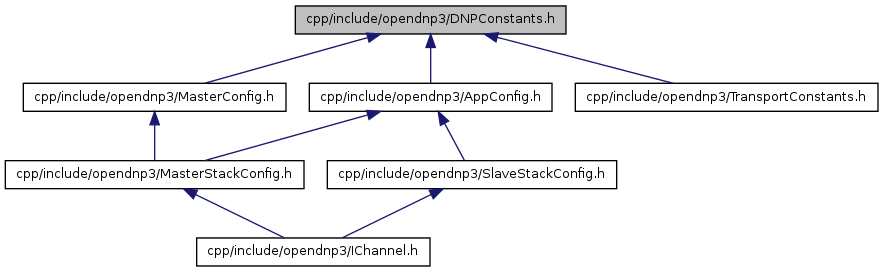 cpp/include/opendnp3/DNPConstants.h
cpp/include/opendnp3/MasterConfig.h
cpp/include/opendnp3/AppConfig.h
cpp/include/opendnp3/TransportConstants.h
cpp/include/opendnp3/MasterStackConfig.h
cpp/include/opendnp3/SlaveStackConfig.h
cpp/include/opendnp3/IChannel.h